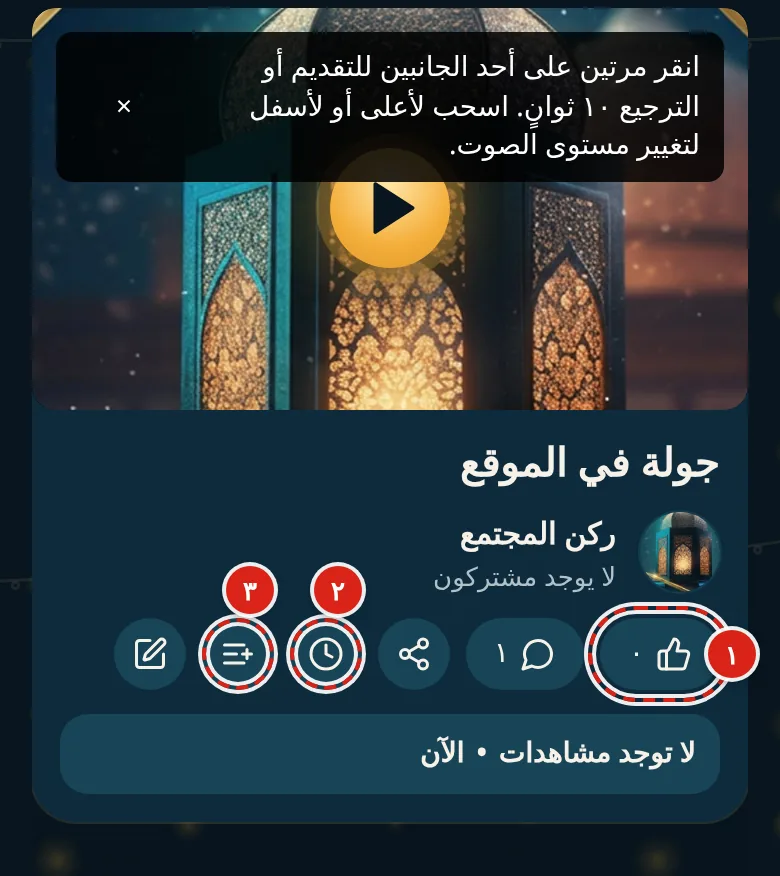 انقر مرتين على أحد الجانبين للتقديم أو
الترجيع ١٠ ثوانٍ. اسحب لأعلى أو لأسفل
لتغيير مستوى الصوت.
جولة في الموقع
ركن المجتمع
لا يوجد مشتركون
٣
٢
١
٠
١
لا توجد مشاهدات • الآن